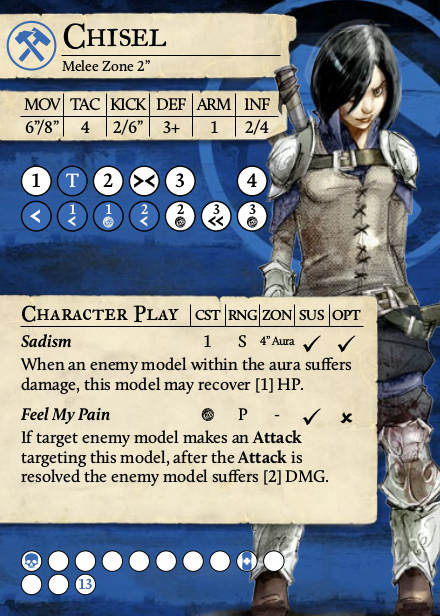 CHISEL
Melee Zone 2"
MOV TAC KICK DEF ARM INF
6"/8" 4 2/6" 3+ 1 2/4
1 T 2 >< 3 4
< 1 < 1 2 < 2 3 << 3
CHARACTER PLAY CST RNG ZON SUS OPT
Sadism 1 S 4" Aura ✓ ✓
When an enemy model within the aura suffers
damage, this model may recover [1] HP.
Feel My Pain P - ✓ ×
If target enemy model makes an Attack
targeting this model, after the Attack is
resolved the enemy model suffers [2] DMG.
13